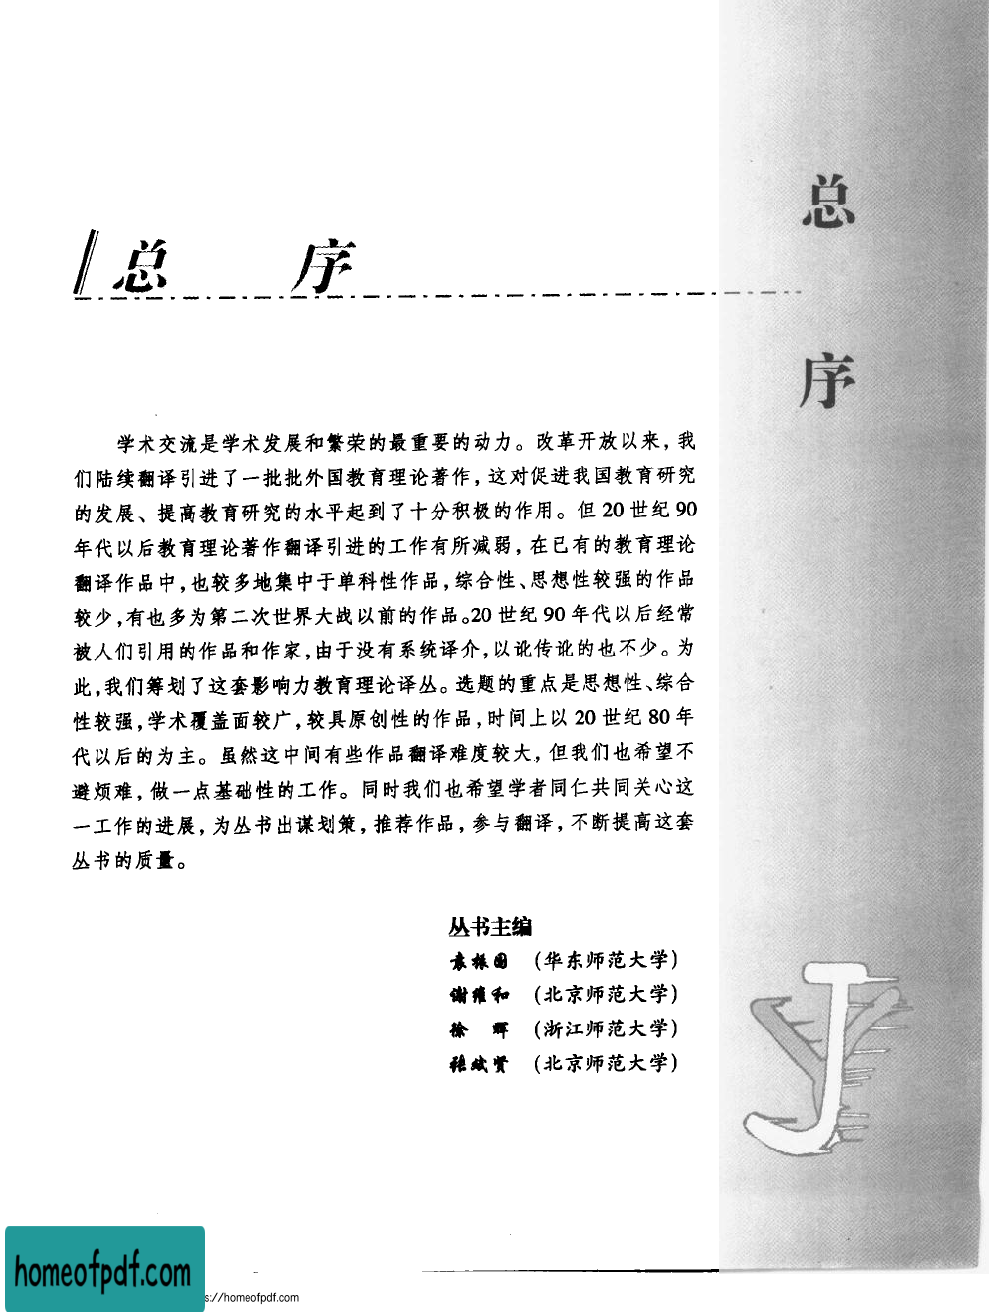 总 序
总
序
学术交流是学术发展和繁荣的最重要的动力。改革开放以来，我
们陆续翻译引进了一批批外国教育理论著作，这对促进我国教育研究
的发展、提高教育研究的水平起到了十分积极的作用。但 20 世纪 90
年代以后教育理论著作翻译引进的工作有所减弱，在已有的教育理论
翻译作品中，也较多地集中于单科性作品，综合性、思想性较强的作品
较少，有也多为第二次世界大战以前的作品。20 世纪 90 年代以后经常
被人们引用的作品和作家，由于没有系统译介，以讹传讹的也不少。为
此，我们筹划了这套影响力教育理论译丛。选题的重点是思想性、综合
性较强，学术覆盖面较广，较具原创性的作品，时间上以 20 世纪 80 年
代以后的为主。虽然这中间有些作品翻译难度较大，但我们也希望不
避烦难，做一点基础性的工作。同时我们也希望学者同仁共同关心这
一工作的进展，为丛书出谋划策，推荐作品，参与翻译，不断提高这套
丛书的质量。
丛书主编
袁振国 （华东师范大学）
谢维和 （北京师范大学）
徐 辉 （浙江师范大学）
张斌贤 （北京师范大学）
JY
homeofpdf.com
s://homeofpdf.com